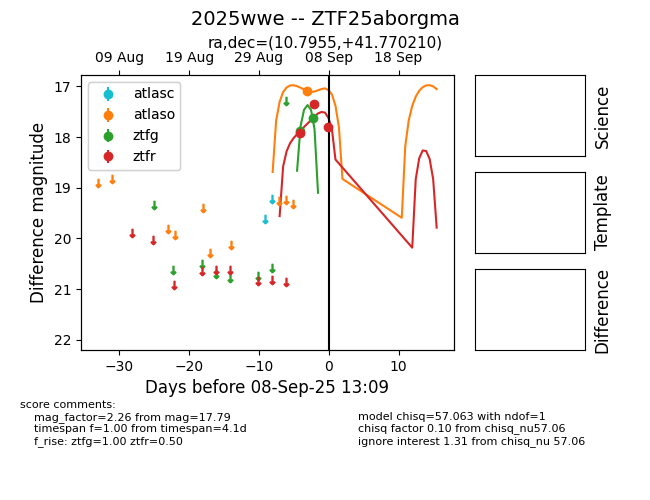 2025wwe -- ZTF25aborgma
ra,dec=(10.7955,+41.770210)
09 Aug 19 Aug 29 Aug 08 Sep 18 Sep
atlasc
atlaso
ztfg
ztfr
17
18
19
20
21
22
Difference magnitude
−30 −20 −10 0 10
Days before 08-Sep-25 13:09
Science
Template
Difference
score comments:
mag_factor=2.26 from mag=17.79
timespan f=1.00 from timespan=4.1d
f_rise: ztfg=1.00 ztfr=0.50
model chisq=57.063 with ndof=1
chisq factor 0.10 from chisq_nu57.06
ignore interest 1.31 from chisq_nu 57.06